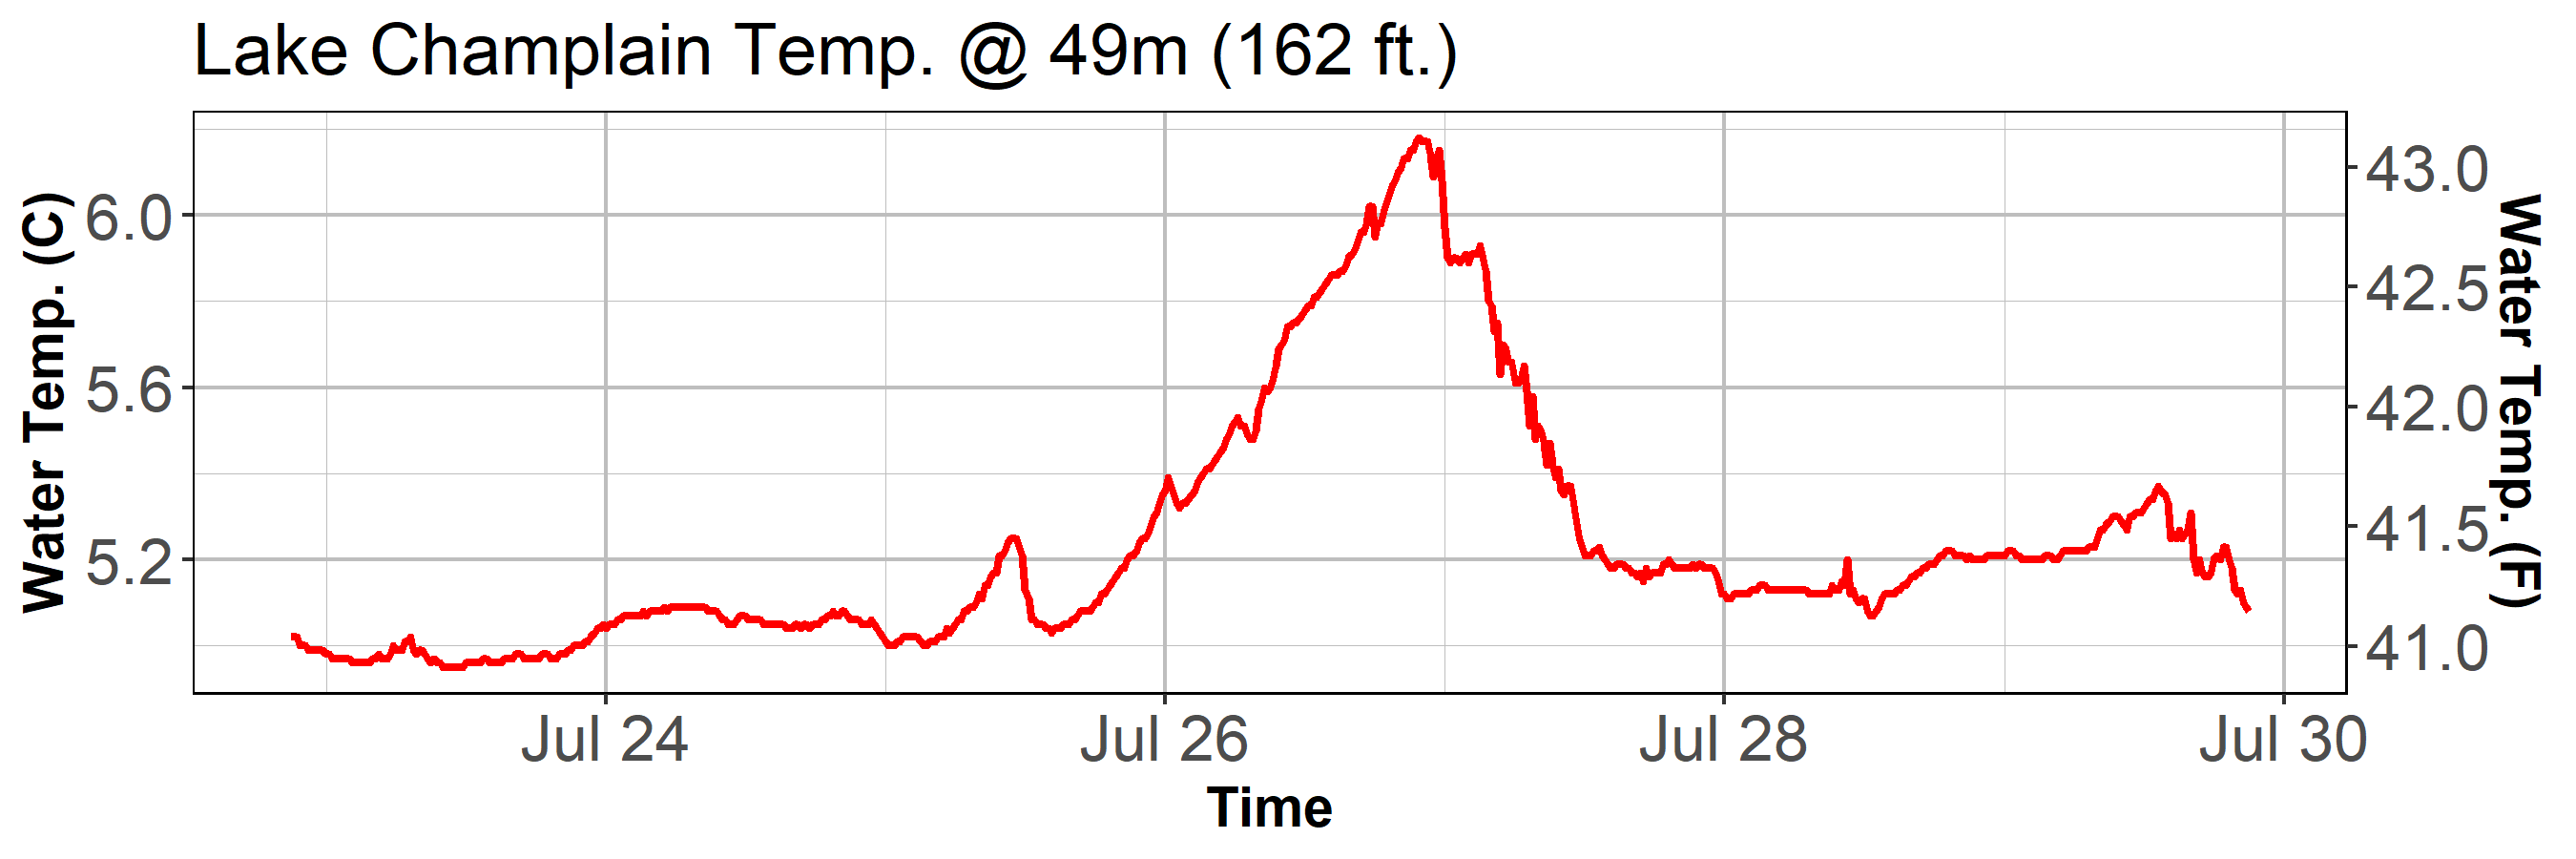 Lake Champlain Temp. @ 49m (162 ft.)
Water Temp. (C)
6.0
5.6
5.2
43.0
42.5
42.0
41.5
41.0
Water Temp. (F)
Jul 24 Jul 26 Jul 28 Jul 30
Time